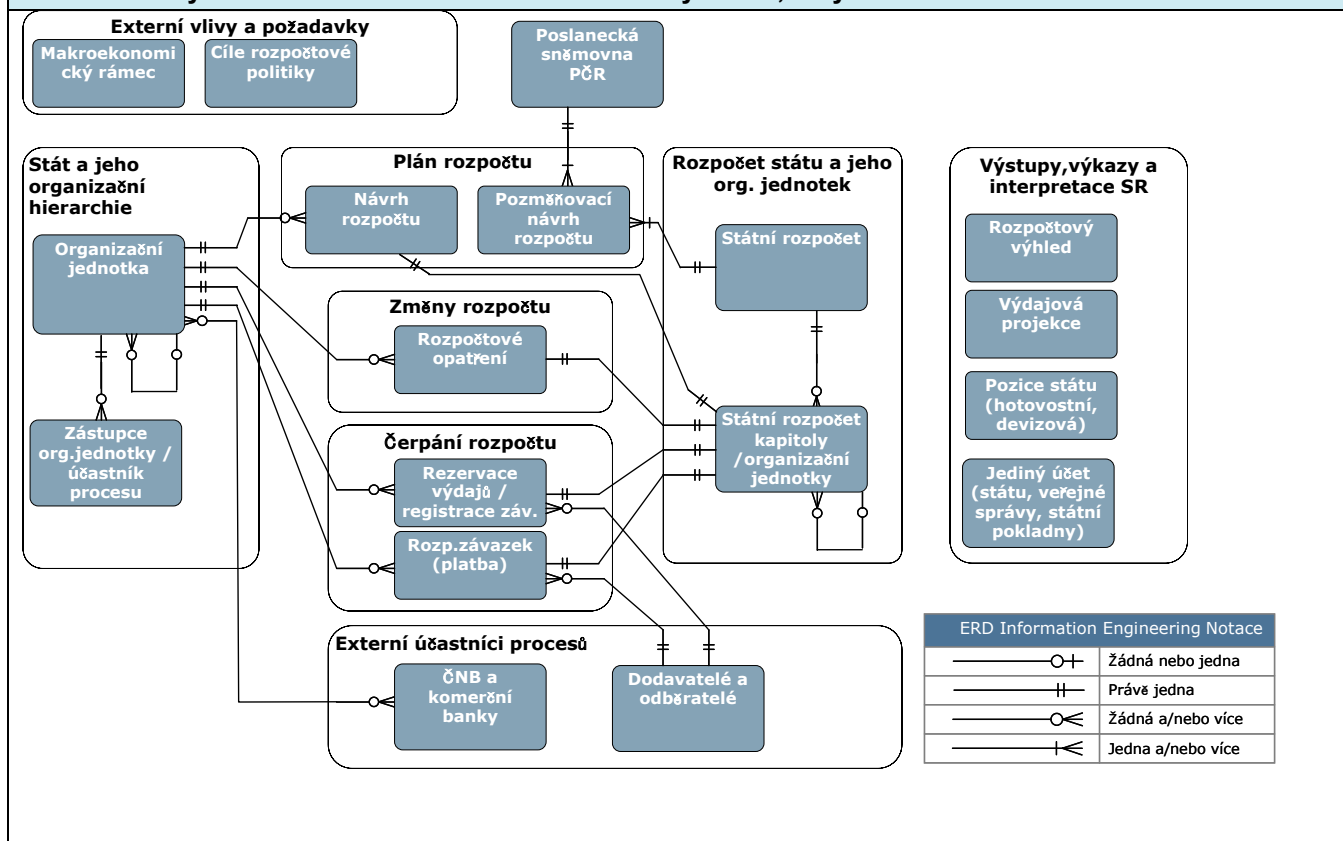 Externí vlivy a požadavky
Makroekonomi
cký rámec
Cíle rozpočtové
politiky
Poslanecká
sněmovna
PČR
Stát a jeho
organizační
hierarchie
Organizační
jednotka
Zástupce
org.jednotky /
účastník
procesu
Plán rozpočtu
Návrh
rozpočtu
Pozměňovací
návrh
rozpočtu
Změny rozpočtu
Rozpočtové
opatření
Čerpání rozpočtu
Rezervace
výdajů /
registrace záv.
Rozp.závazek
(platba)
Externí účastníci procesů
ČNB a
komerční
banky
Dodavatelé a
odběratelé
Rozpočet státu a jeho
org. jednotek
Státní rozpočet
Státní rozpočet
kapitoly
/organizační
jednotky
Výstupy,výkazy a
interpretace SR
Rozpočtový
výhled
Výdajová
projekce
Pozice státu
(hotovostní,
devizová)
Jediný účet
(státu, veřejné
správy, státní
pokladny)
ERD Information Engineering Notace
Žádná nebo jedna
Právě jedna
Žádná a/nebo více
Jedna a/nebo více